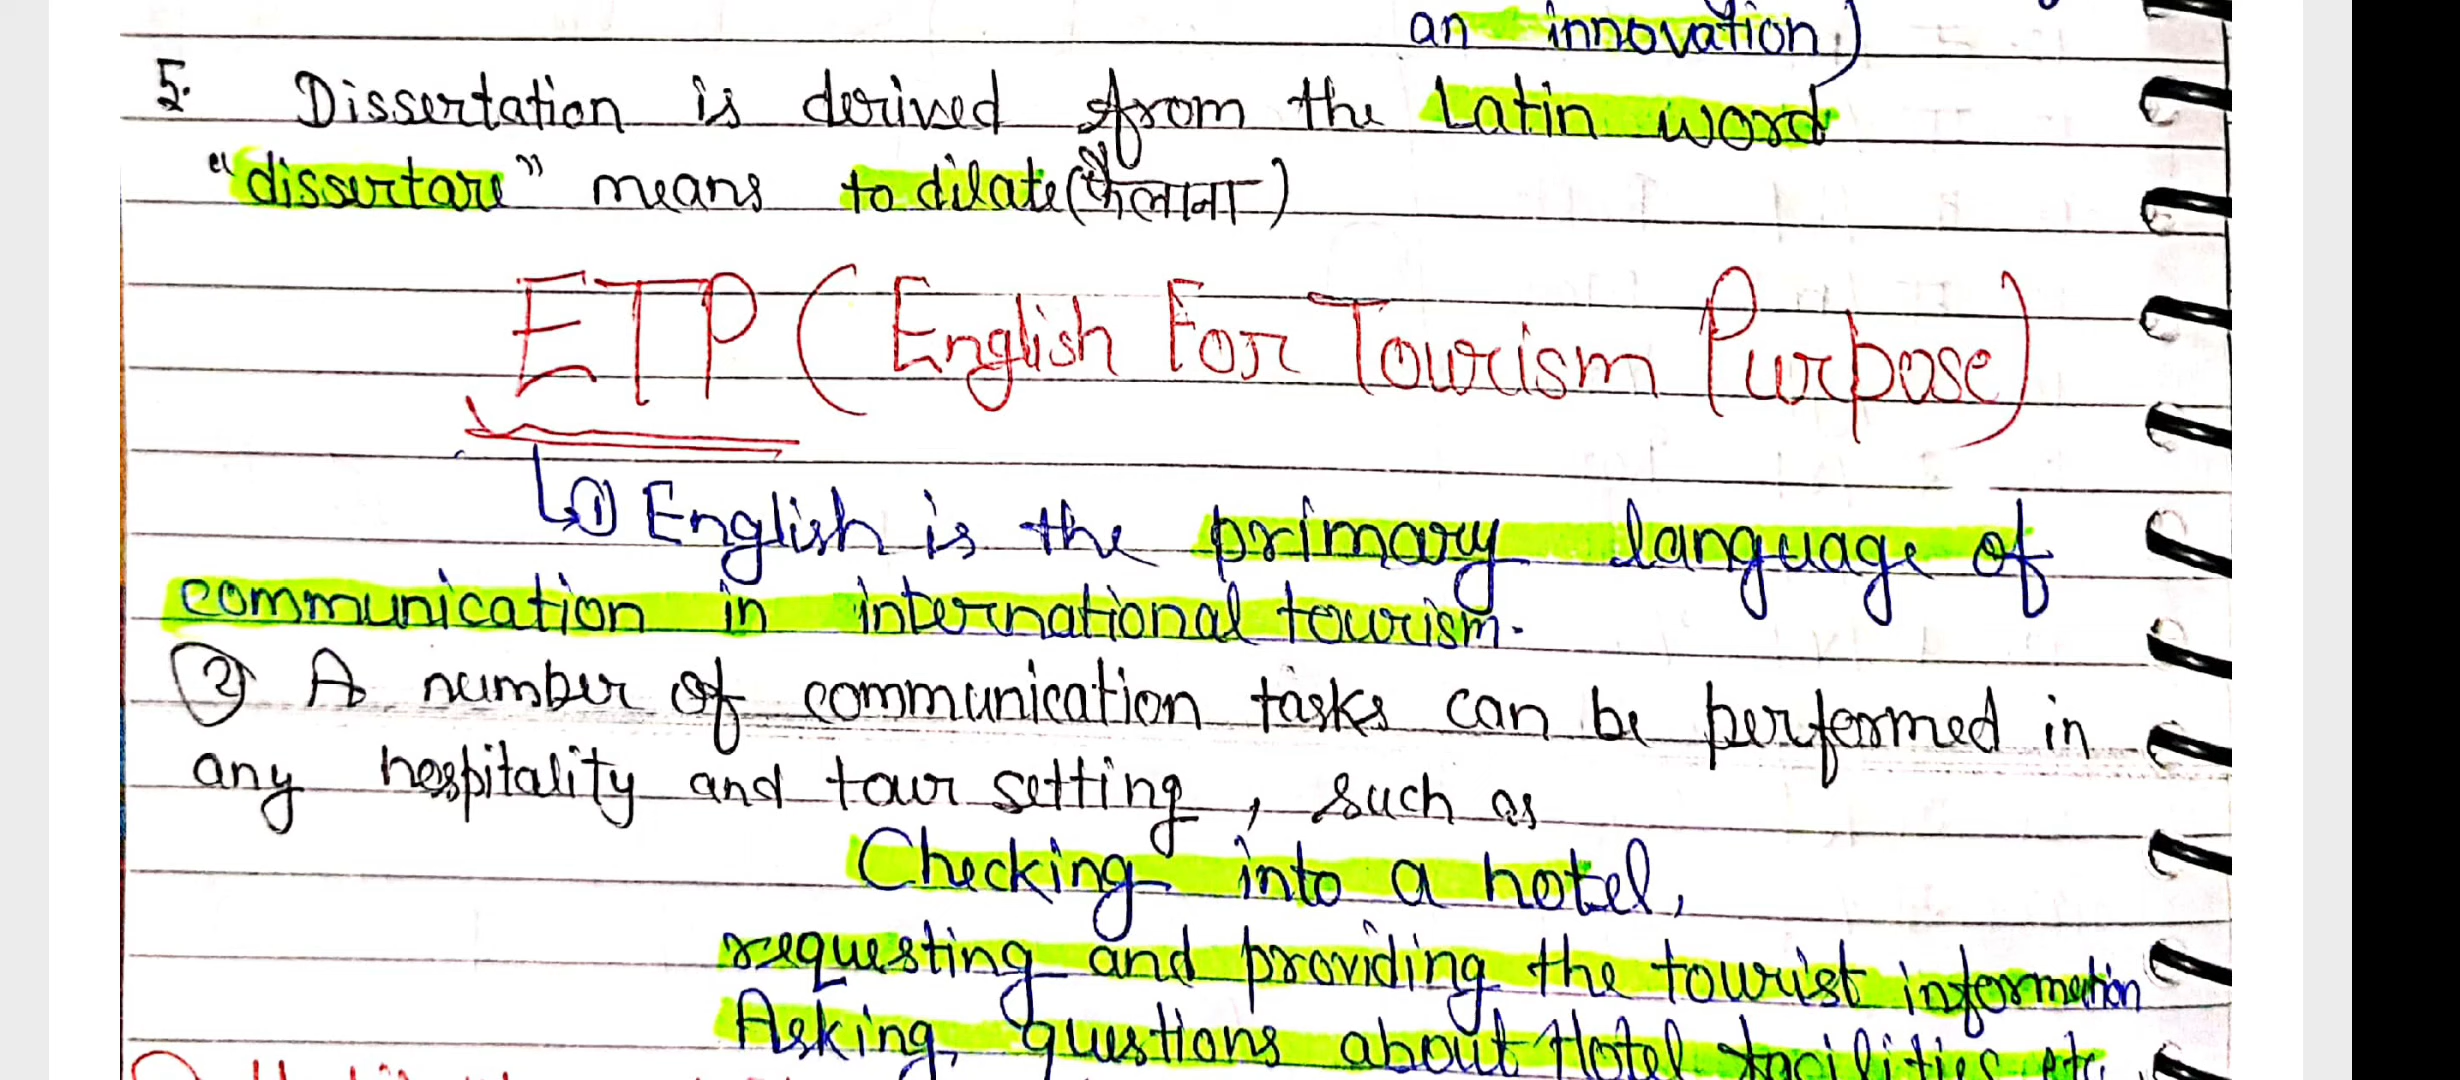 an innovation)
5. Dissertation is derived from the Latin word
"dissertare" means to dilate (फैलाना)
ETP ( English For Tourism Purpose)
① English is the primary language of
communication in international tourism.
② A number of communication tasks can be performed in
any hospitality and tour setting, such as
Checking into a hotel,
requesting and providing the tourist information
Asking questions about Hotel facilities etc.